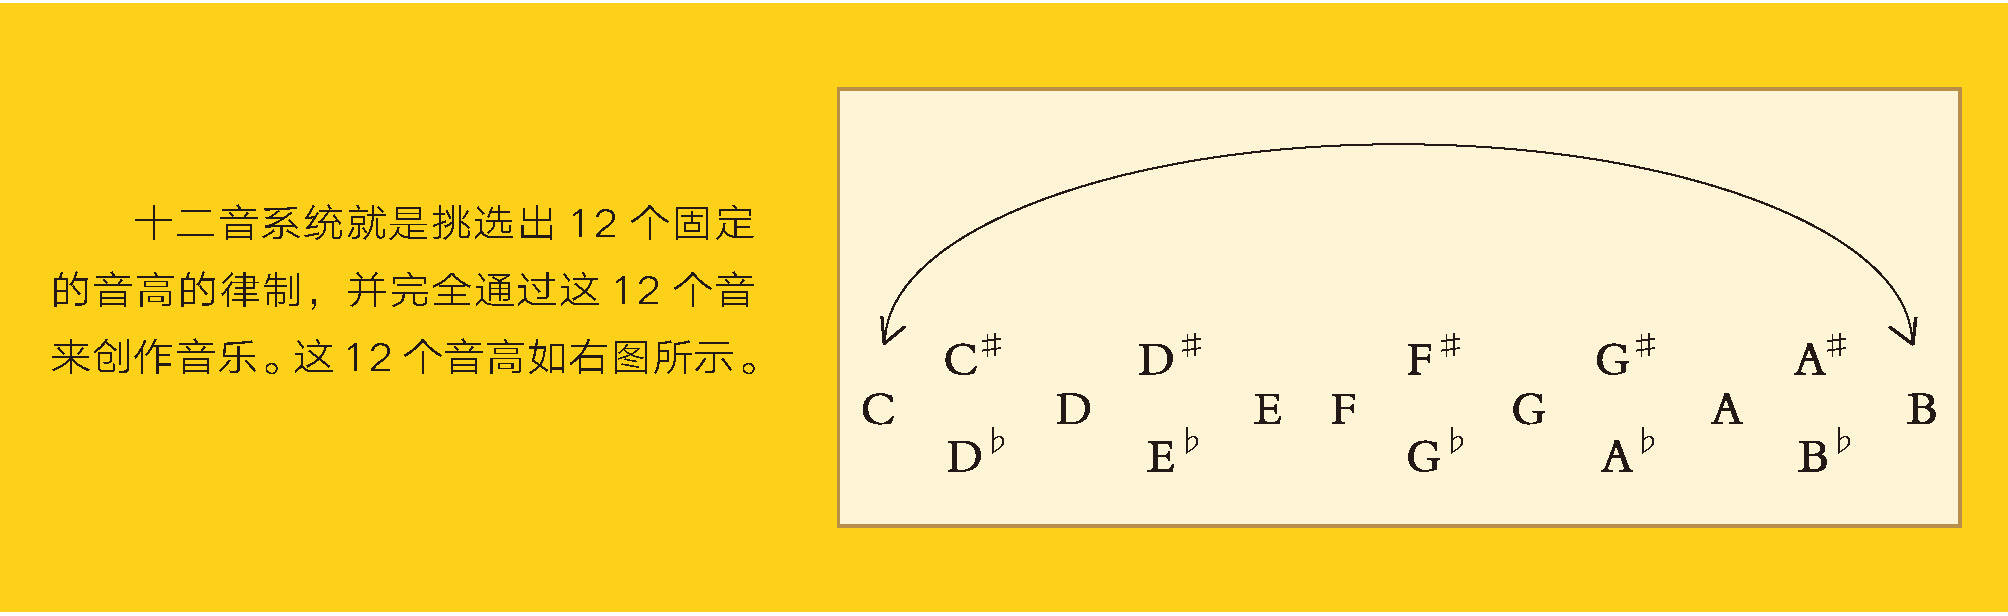 十二音系统就是挑选出 12 个固定
的音高的律制，并完全通过这 12 个音
来创作音乐。这 12 个音高如右图所示。
C♯ D♯ F♯ G♯ A♯
C D E F G A B
D♭ E♭ G♭ A♭ B♭